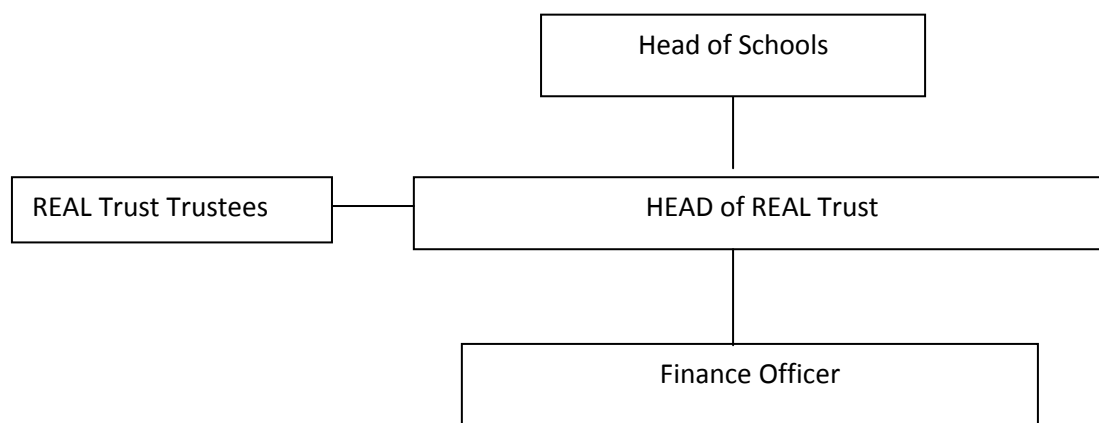 Head of Schools
REAL Trust Trustees
HEAD of REAL Trust
Finance Officer